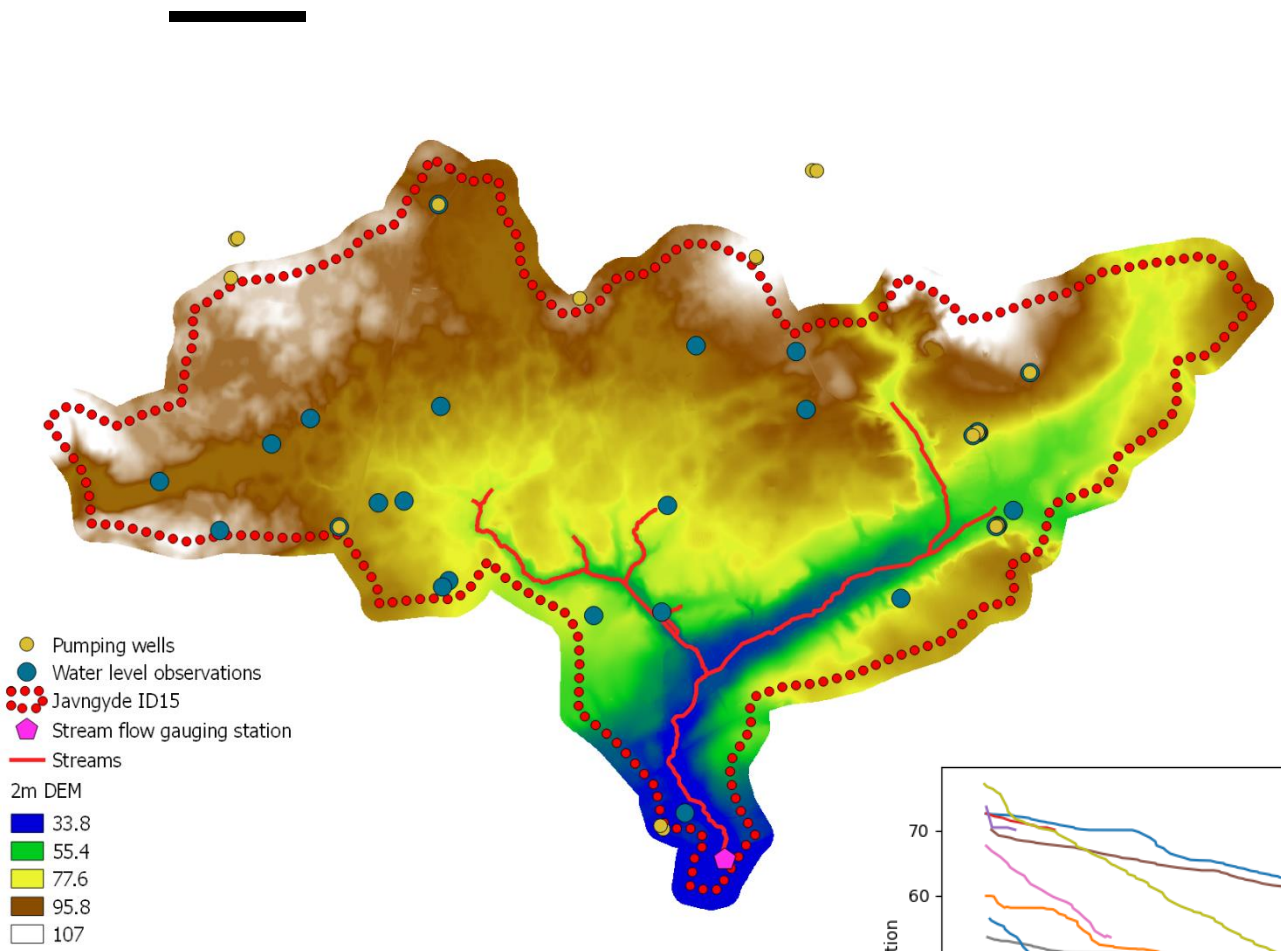 Pumping wells
Water level observations
Javngyde ID15
Stream flow gauging station
Streams
2m DEM
33.8
55.4
77.6
95.8
107
70
60